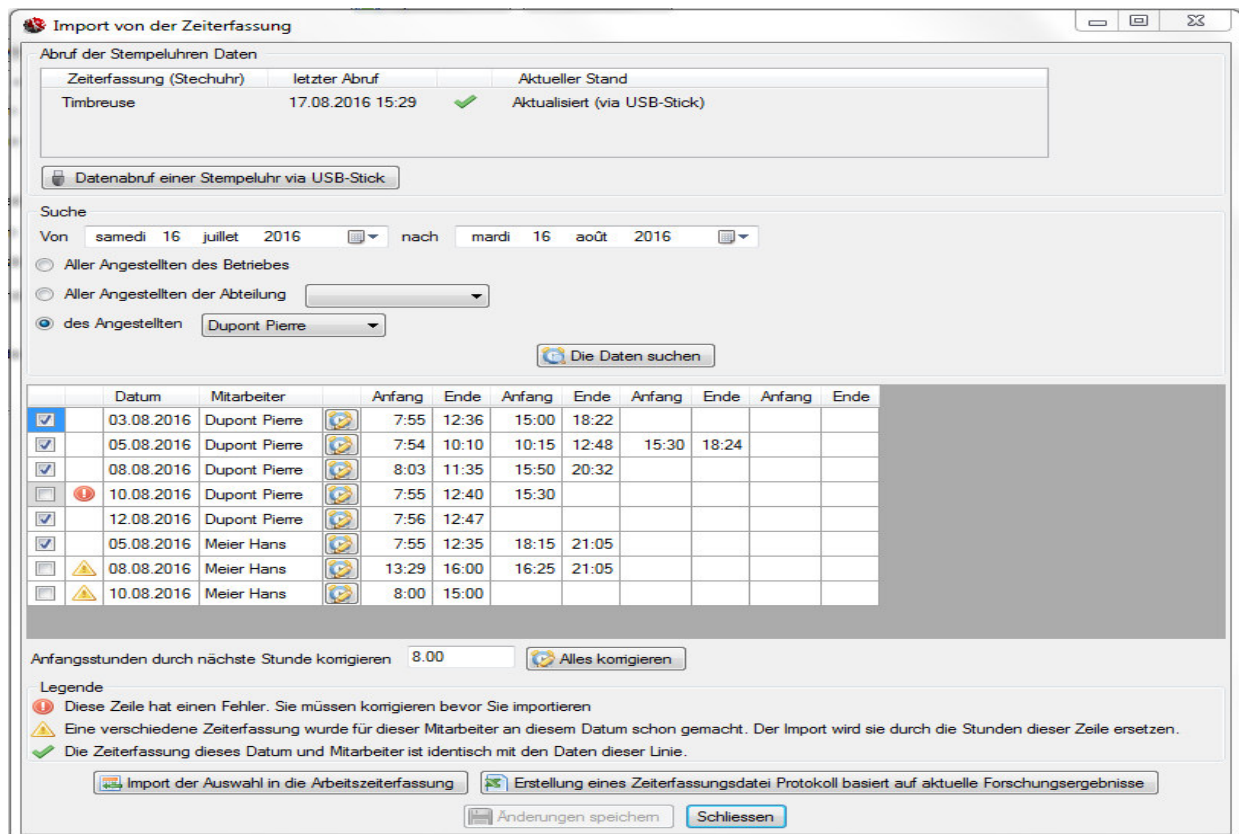 Import von der Zeiterfassung
Abruf der Stempeluhren Daten
Zeiterfassung (Stechuhr) letzter Abruf Aktueller Stand
Timbreuse 17.08.2016 15:29 Aktualisiert (via USB-Stick)
Datenabruf einer Stempeluhr via USB-Stick
Suche
Von samedi 16 juillet 2016 nach mardi 16 août 2016
Aller Angestellten des Betriebes
Aller Angestellten der Abteilung
des Angestellten Dupont Pierre
Die Daten suchen
Datum Mitarbeiter Anfang Ende Anfang Ende Anfang Ende Anfang Ende
03.08.2016 Dupont Pierre 7:55 12:36 15:00 18:22
05.08.2016 Dupont Pierre 7:54 10:10 10:15 12:48 15:30 18:24
08.08.2016 Dupont Pierre 8:03 11:35 15:50 20:32
10.08.2016 Dupont Pierre 7:55 12:40 15:30
12.08.2016 Dupont Pierre 7:56 12:47
05.08.2016 Meier Hans 7:55 12:35 18:15 21:05
08.08.2016 Meier Hans 13:29 16:00 16:25 21:05
10.08.2016 Meier Hans 8:00 15:00
Anfangsstunden durch nächste Stunde korrigieren 8.00 Alles korrigieren
Legende
Diese Zeile hat einen Fehler. Sie müssen korrigieren bevor Sie importieren
Eine verschiedene Zeiterfassung wurde für dieser Mitarbeiter an diesem Datum schon gemacht. Der Import wird sie durch die Stunden dieser Zeile ersetzen.
Die Zeiterfassung dieses Datum und Mitarbeiter ist identisch mit den Daten dieser Linie.
Import der Auswahl in die Arbeitszeiterfassung Erstellung eines Zeiterfassungsdatei Protokoll basiert auf aktuelle Forschungsergebnisse
Änderungen speichern Schliessen